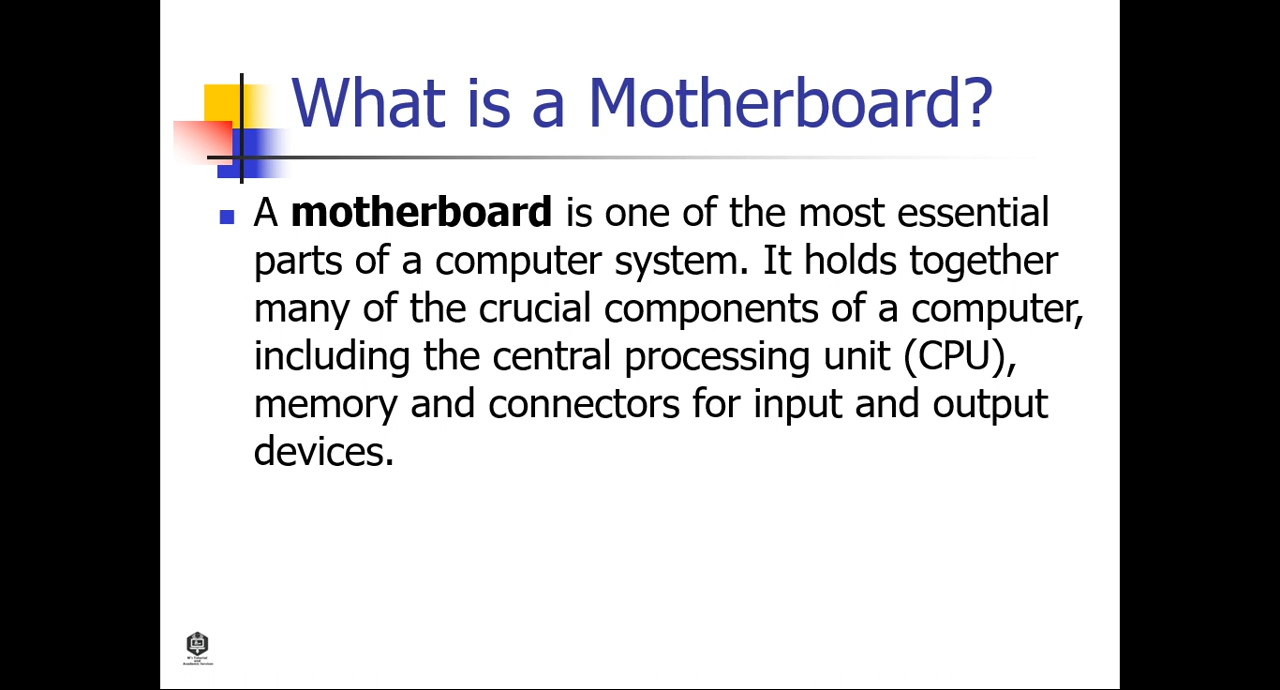 What is a Motherboard?
A motherboard is one of the most essential
parts of a computer system. It holds together
many of the crucial components of a computer,
including the central processing unit (CPU),
memory and connectors for input and output
devices.